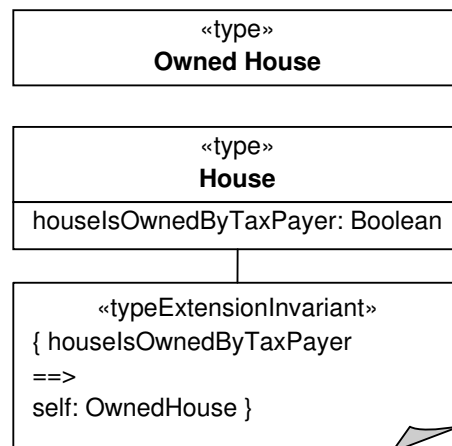 «type»
Owned House
«type»
House
houseIsOwnedByTaxPayer: Boolean
«typeExtensionInvariant»
{ houseIsOwnedByTaxPayer
==>
self: OwnedHouse }